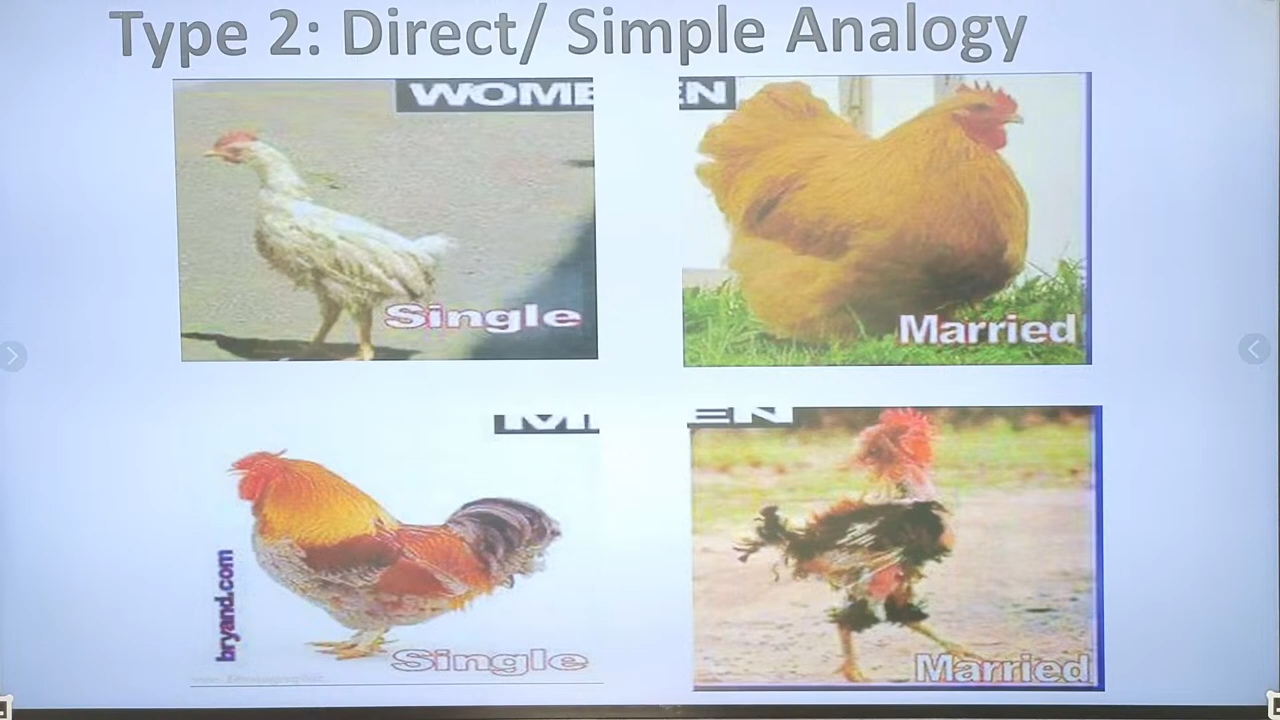 Type 2: Direct/ Simple Analogy
WOME
EN
Single
Married
M
EN
bryand.com
Single
Married